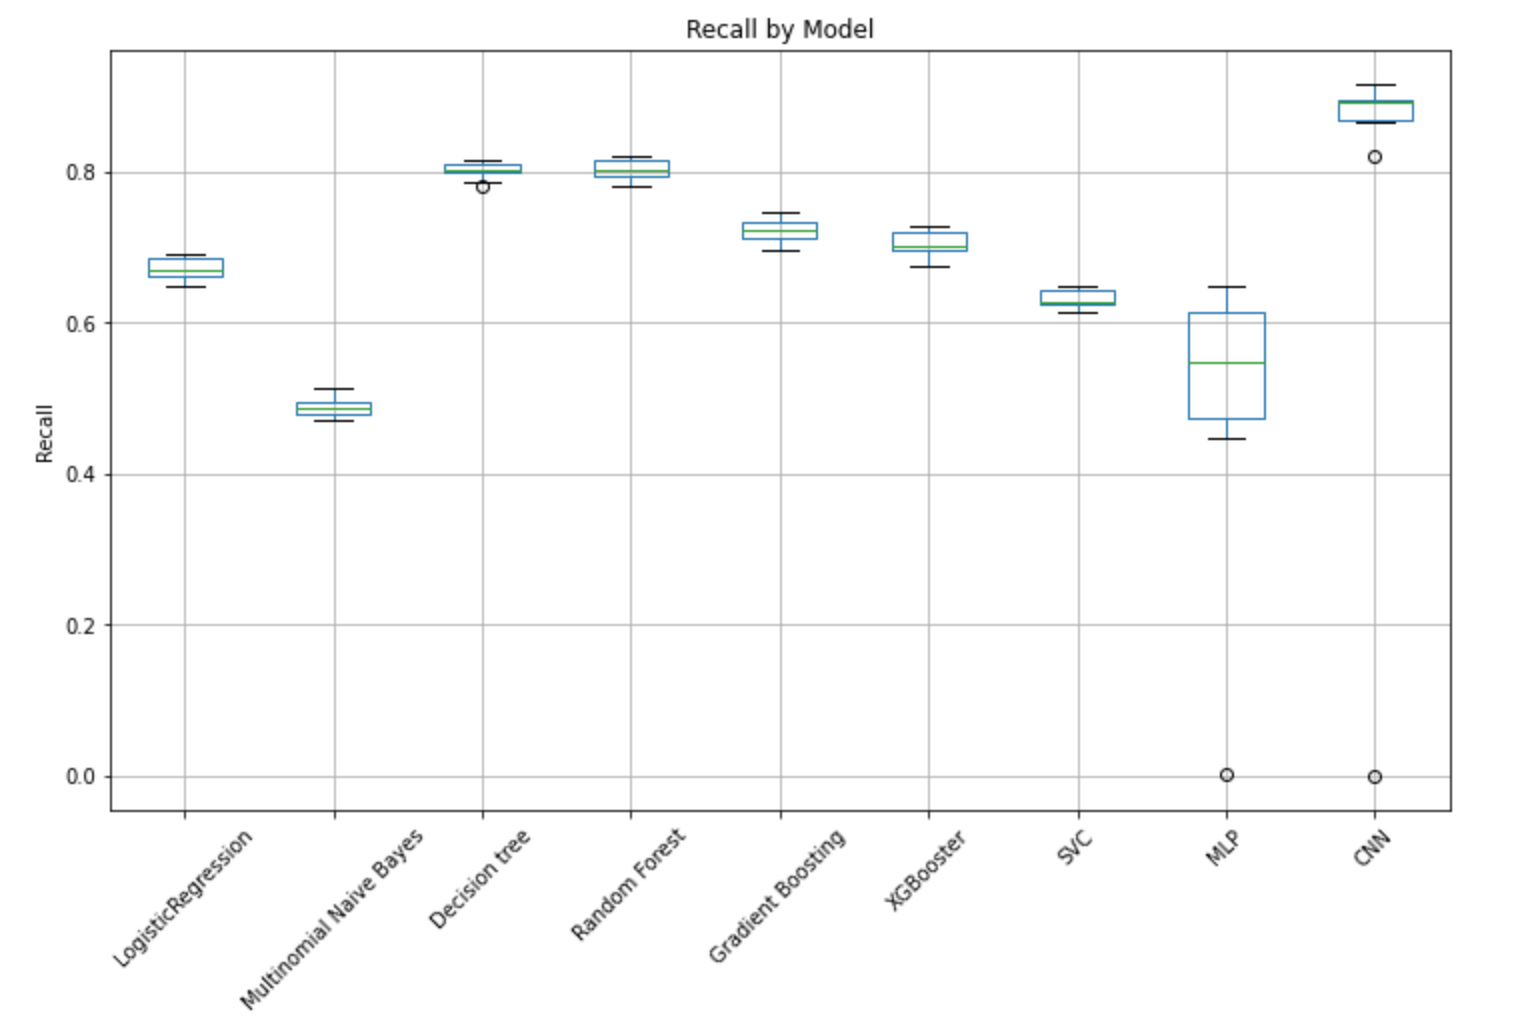 Recall by Model
Recall
0.8
0.6
0.4
0.2
0.0
LogisticRegression
Multinomial Naive Bayes
Decision tree
Random Forest
Gradient Boosting
XGBooster
SVC
MLP
CNN